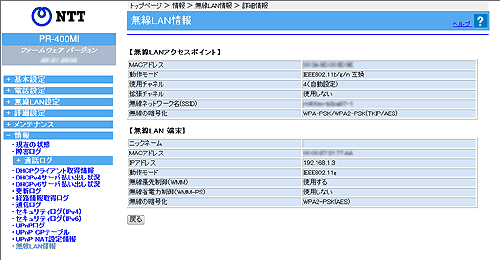 トップページ > 情報 > 無線LAN情報 > 詳細情報
NTT
無線LAN情報
ヘルプ ?
PR-400MI
ファームウェア バージョン
【無線LANアクセスポイント】
MACアドレス
動作モード IEEE802.11b/g/n 互換
使用チャネル 4(自動設定)
拡張チャネル 使用しない
無線ネットワーク名(SSID)
無線の暗号化 WPA-PSK/WPA2-PSK(TKIP/AES)
+ 基本設定
+ 電話設定
+ 無線LAN設定
+ 詳細設定
+ メンテナンス
- 情報
・現在の状態
・障害ログ
+ 通話ログ
・DHCPクライアント取得情報
・DHCPv4サーバ払い出し状況
・DHCPv6サーバ払い出し状況
・更新ログ
・経路情報取得ログ
・通信ログ
・セキュリティログ(IPv4)
・セキュリティログ(IPv6)
・UPnPログ
・UPnP CPテーブル
・UPnP NAT設定情報
・無線LAN情報
【無線LAN 端末】
ニックネーム
MACアドレス
IPアドレス 192.168.1.3
動作モード IEEE802.11g
無線優先制御(WMM) 使用する
無線省電力制御(WMM-PS) 使用しない
無線の暗号化 WPA2-PSK(AES)
戻る